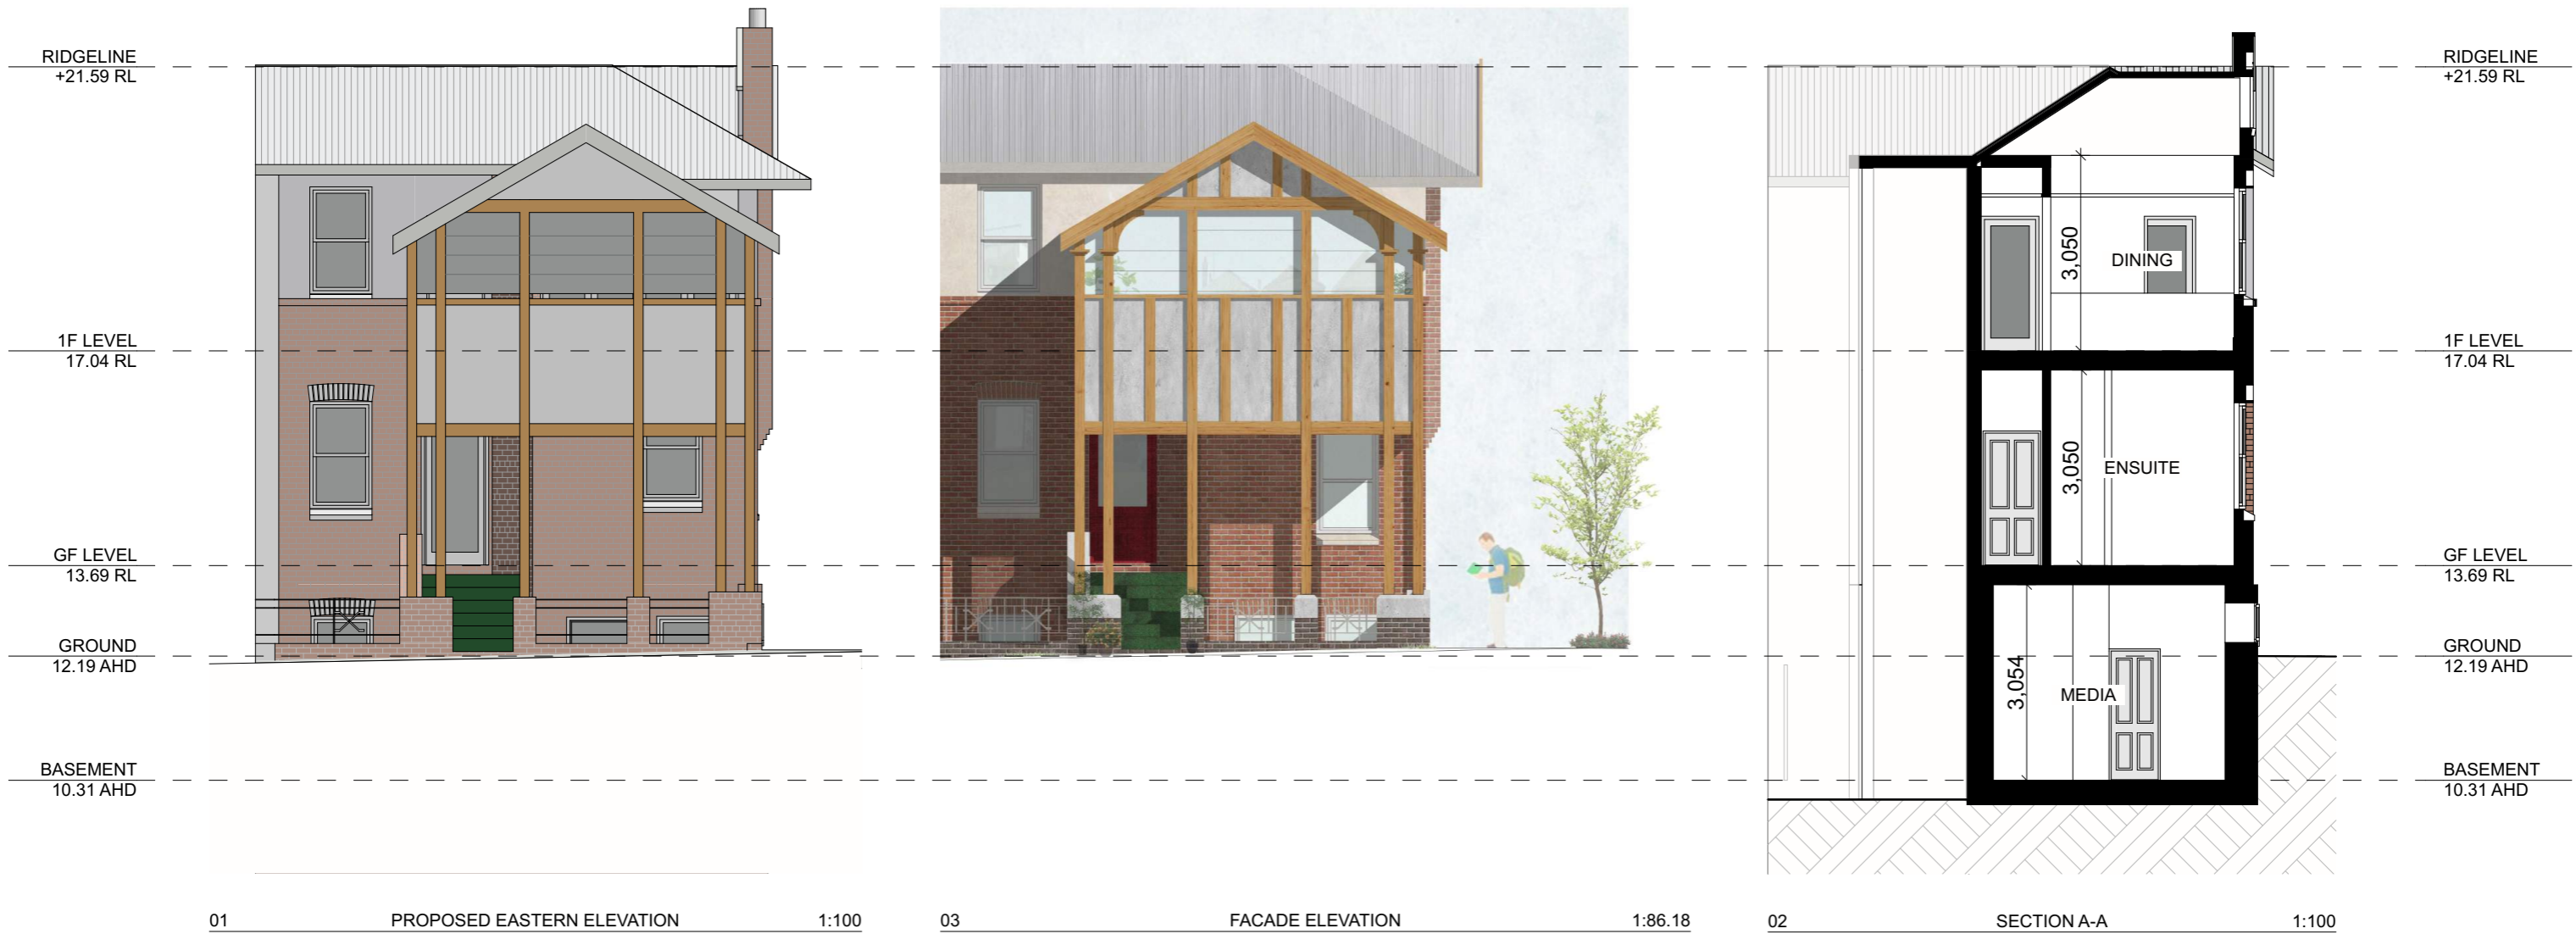 RIDGELINE
+21.59 RL
1F LEVEL
17.04 RL
GF LEVEL
13.69 RL
GROUND
12.19 AHD
BASEMENT
10.31 AHD
3,050
DINING
3,050
ENSUITE
3,054
MEDIA
RIDGELINE
+21.59 RL
1F LEVEL
17.04 RL
GF LEVEL
13.69 RL
GROUND
12.19 AHD
BASEMENT
10.31 AHD
01 PROPOSED EASTERN ELEVATION 1:100
03 FACADE ELEVATION 1:86.18
02 SECTION A-A 1:100